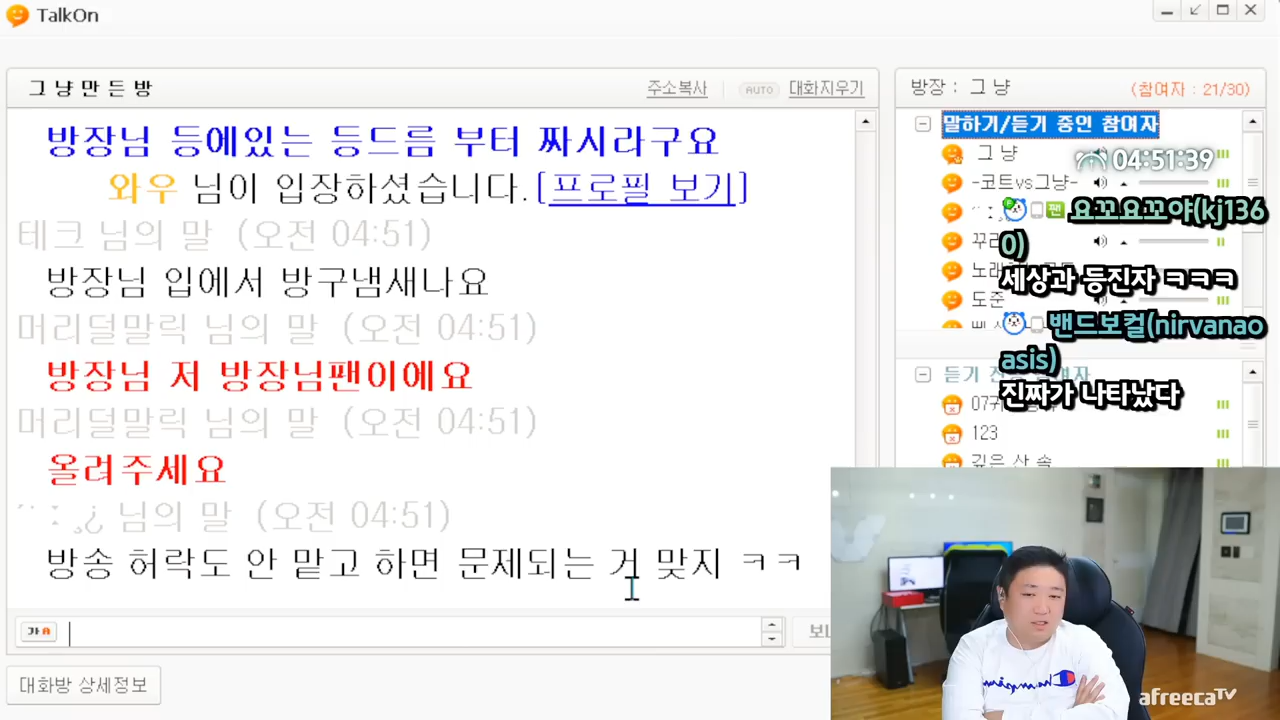 TalkOn
그 냥 만 든 방
주소복사
AUTO
대화지우기
방장님 등에있는 등드름 부터 짜시라구요
와우 님이 입장하셨습니다. [프로필 보기]
테크 님의 말 (오전 04:51)
방장님 입에서 방구냄새나요
머리덜말릭 님의 말 (오전 04:51)
방장님 저 방장님팬이에요
머리덜말릭 님의 말 (오전 04:51)
올려주세요
님의 말 (오전 04:51)
방송 허락도 안 맡고 하면 문제되는 거 맞지 ㅋㅋ
가
대화방 상세정보
방장 : 그 냥
(참여자 : 21/30)
말하기/듣기 중인 참여자
그 냥
04:51:39
-코트vs그냥-
팬 요꼬요꼬야(kj136
0)
세상과 등진자 ㅋㅋㅋ
도준
밴드보컬(nirvanao
asis)
진짜가 나타났다
듣기
123
깊은 산 속
Champion
afreecaTV